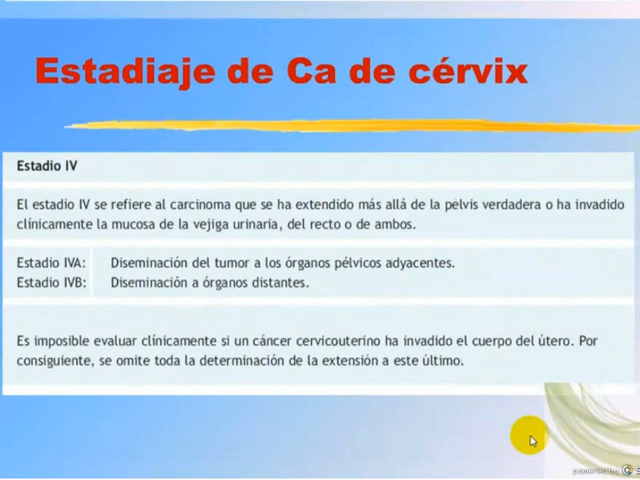 Estadiaje de Ca de cérvix
Estadio IV
El estadio IV se refiere al carcinoma que se ha extendido más allá de la pelvis verdadera o ha invadido
clínicamente la mucosa de la vejiga urinaria, del recto o de ambos.
Estadio IVA: Diseminación del tumor a los órganos pélvicos adyacentes.
Estadio IVB: Diseminación a órganos distantes.
Es imposible evaluar clínicamente si un cáncer cervicouterino ha invadido el cuerpo del útero. Por
consiguiente, se omite toda la determinación de la extensión a este último.
powered by